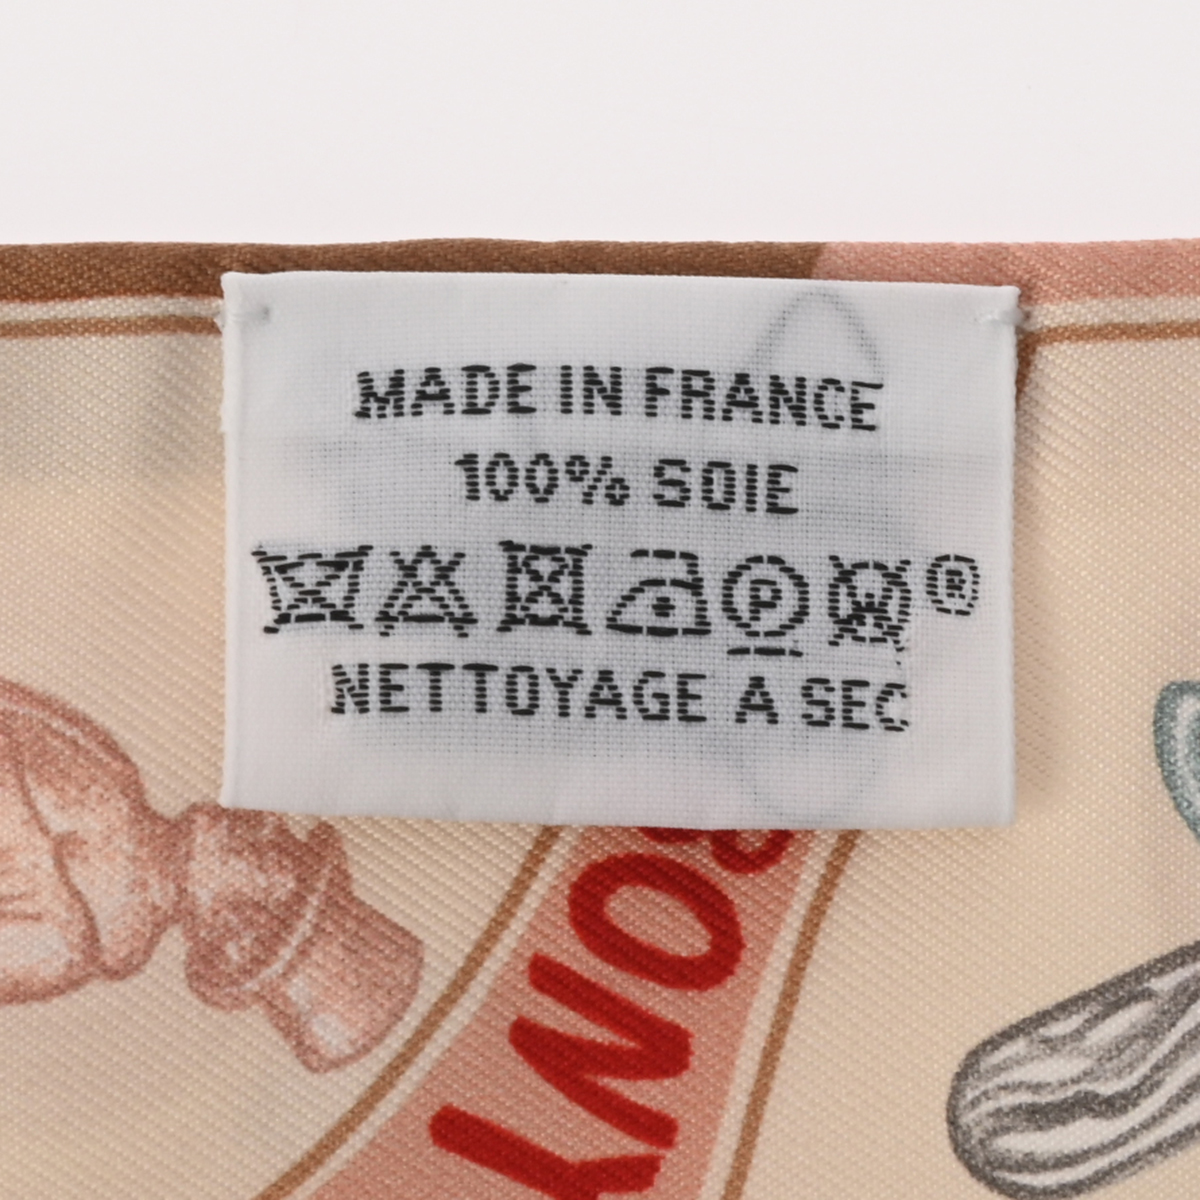 MADE IN FRANCE
100% SOIE
P W ®
NETTOYAGE A SEC